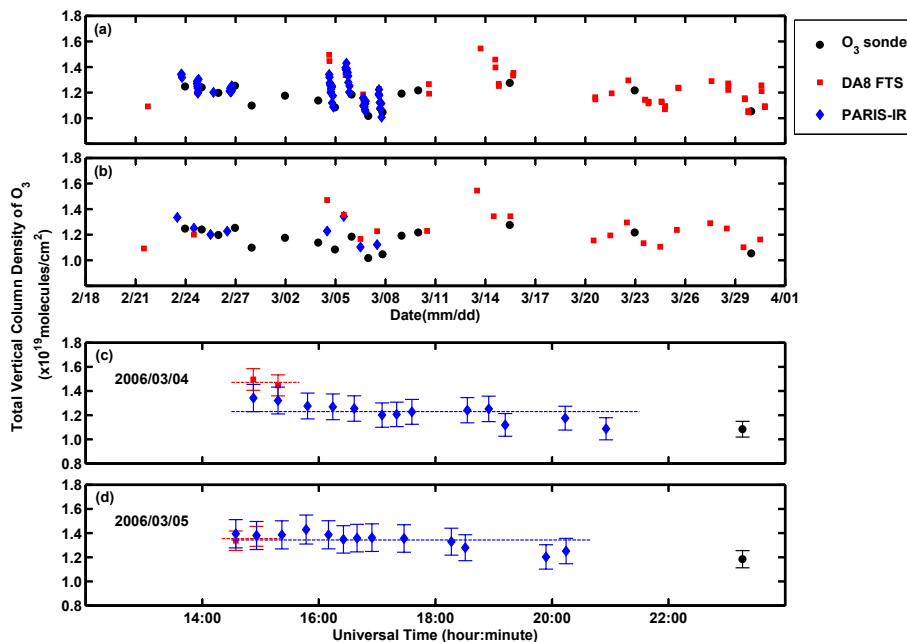 Total Vertical Column Density of O3
(x10^19 molecules/cm^2)
1.8
1.6
1.4
1.2
1.0
0.8
(a)
O3 sonde
DA8 FTS
PARIS-IR
1.8
1.6
1.4
1.2
1.0
0.8
(b)
2/18 2/21 2/24 2/27 3/02 3/05 3/08 3/11 3/14 3/17 3/20 3/23 3/26 3/29 4/01
Date(mm/dd)
1.8
1.6
1.4
1.2
1.0
0.8
(c)
2006/03/04
1.8
1.6
1.4
1.2
1.0
0.8
(d)
2006/03/05
14:00 16:00 18:00 20:00 22:00
Universal Time (hour:minute)